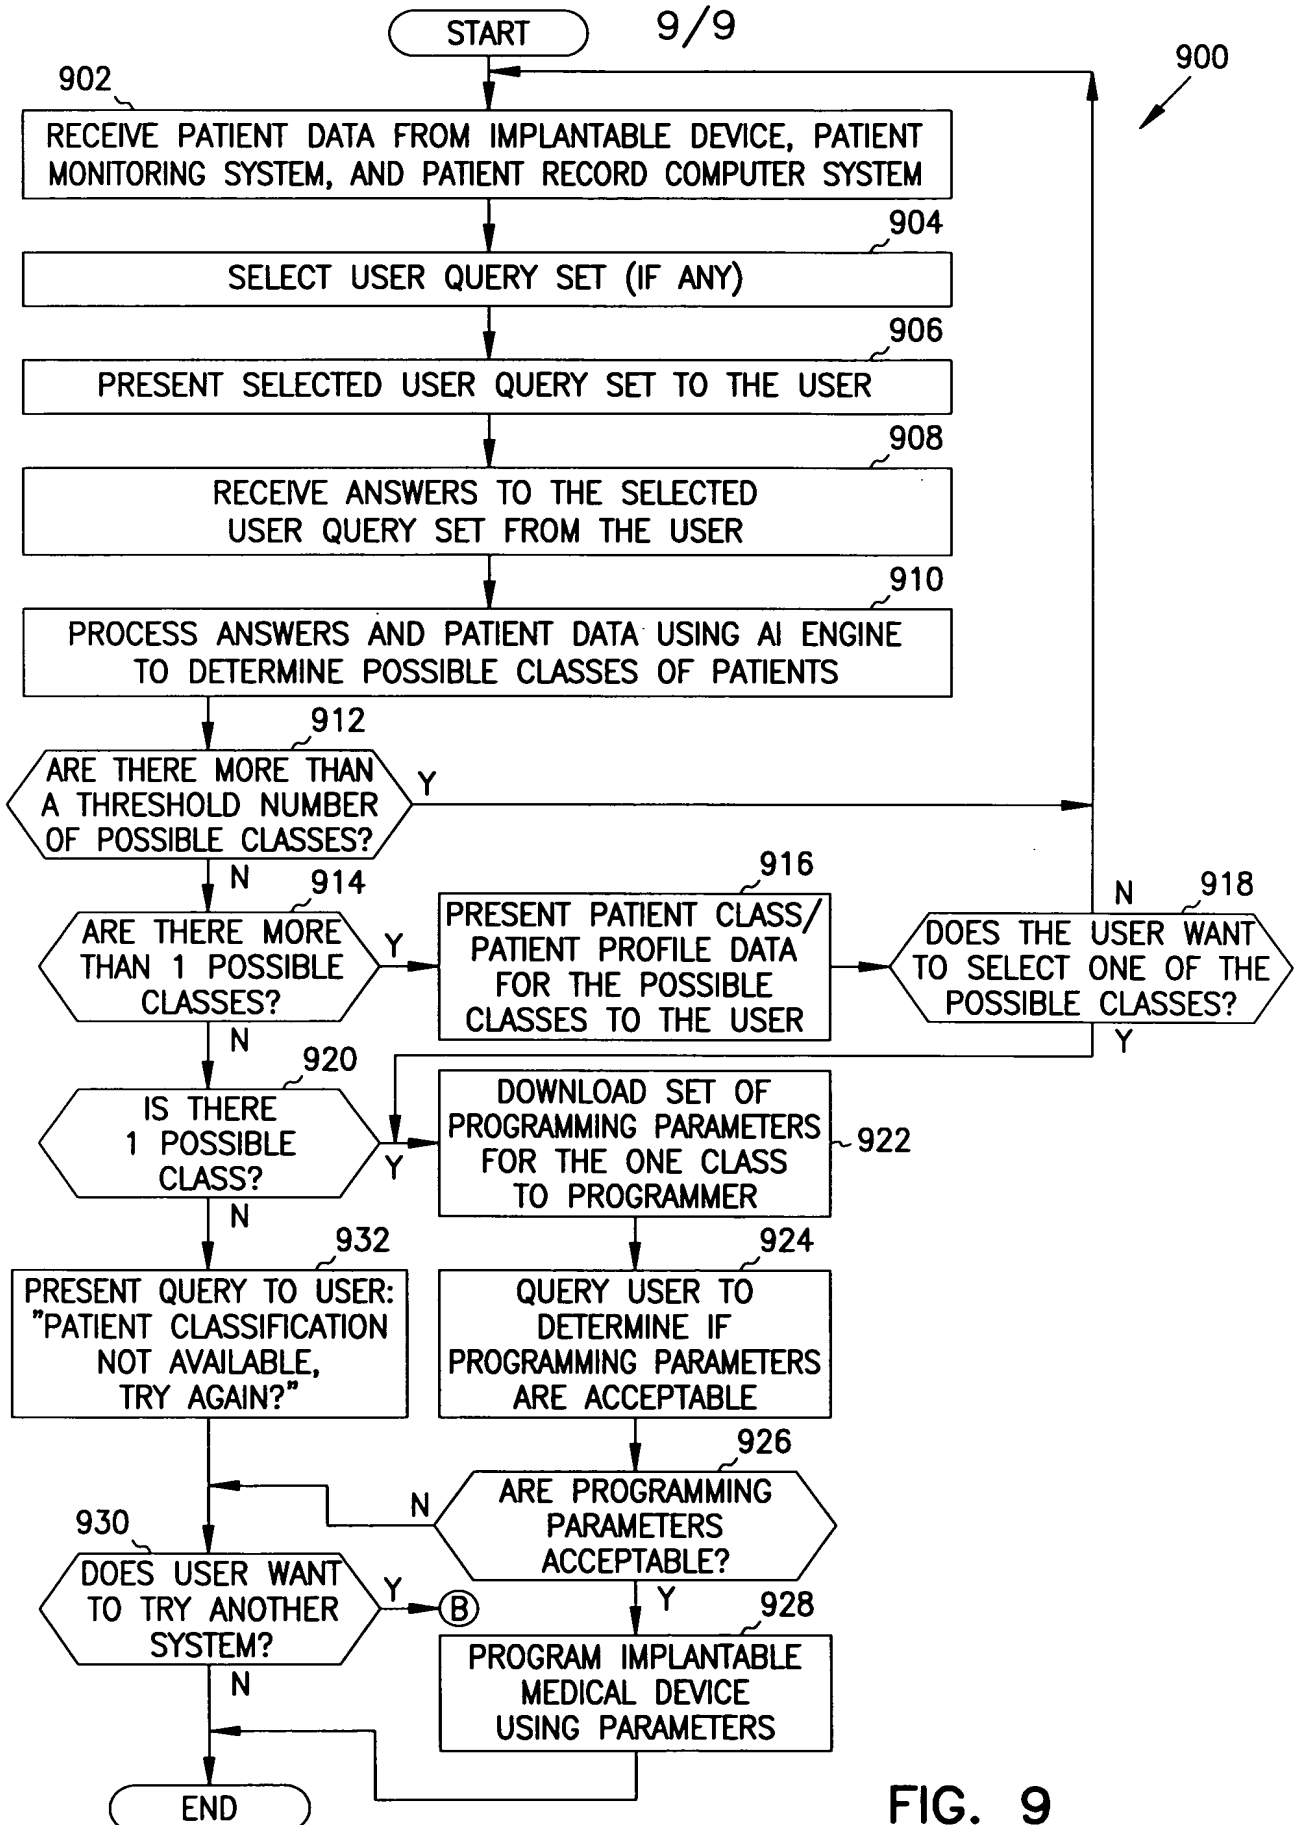 START
9/9
900
902
RECEIVE PATIENT DATA FROM IMPLANTABLE DEVICE, PATIENT
MONITORING SYSTEM, AND PATIENT RECORD COMPUTER SYSTEM
904
SELECT USER QUERY SET (IF ANY)
906
PRESENT SELECTED USER QUERY SET TO THE USER
908
RECEIVE ANSWERS TO THE SELECTED
USER QUERY SET FROM THE USER
910
PROCESS ANSWERS AND PATIENT DATA USING AI ENGINE
TO DETERMINE POSSIBLE CLASSES OF PATIENTS
912
ARE THERE MORE THAN
A THRESHOLD NUMBER
OF POSSIBLE CLASSES?
Y
N
914
ARE THERE MORE
THAN 1 POSSIBLE
CLASSES?
Y
N
916
PRESENT PATIENT CLASS/
PATIENT PROFILE DATA
FOR THE POSSIBLE
CLASSES TO THE USER
N
918
DOES THE USER WANT
TO SELECT ONE OF THE
POSSIBLE CLASSES?
Y
920
IS THERE
1 POSSIBLE
CLASS?
Y
N
DOWNLOAD SET OF
PROGRAMMING PARAMETERS
FOR THE ONE CLASS
TO PROGRAMMER
922
932
PRESENT QUERY TO USER:
"PATIENT CLASSIFICATION
NOT AVAILABLE,
TRY AGAIN?"
924
QUERY USER TO
DETERMINE IF
PROGRAMMING PARAMETERS
ARE ACCEPTABLE
926
ARE PROGRAMMING
PARAMETERS
ACCEPTABLE?
N
Y
930
DOES USER WANT
TO TRY ANOTHER
SYSTEM?
Y
B
N
928
PROGRAM IMPLANTABLE
MEDICAL DEVICE
USING PARAMETERS
END
FIG. 9